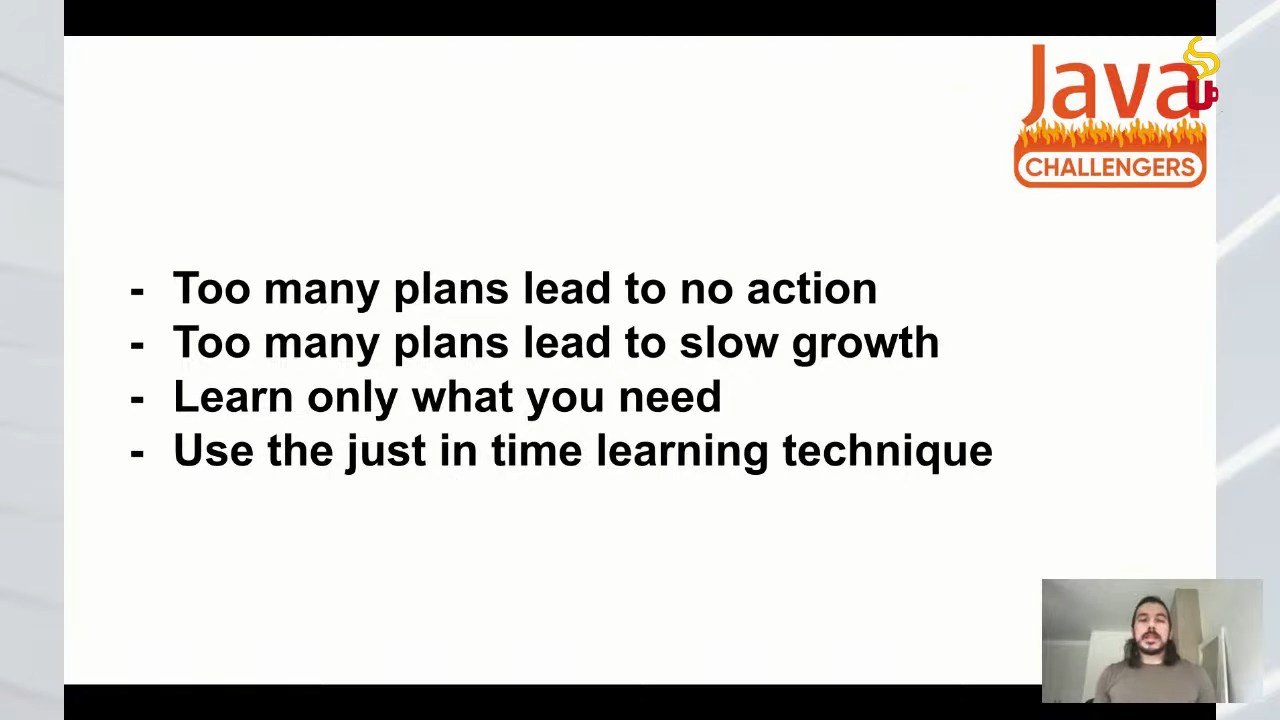 Java
CHALLENGERS
- Too many plans lead to no action
- Too many plans lead to slow growth
- Learn only what you need
- Use the just in time learning technique